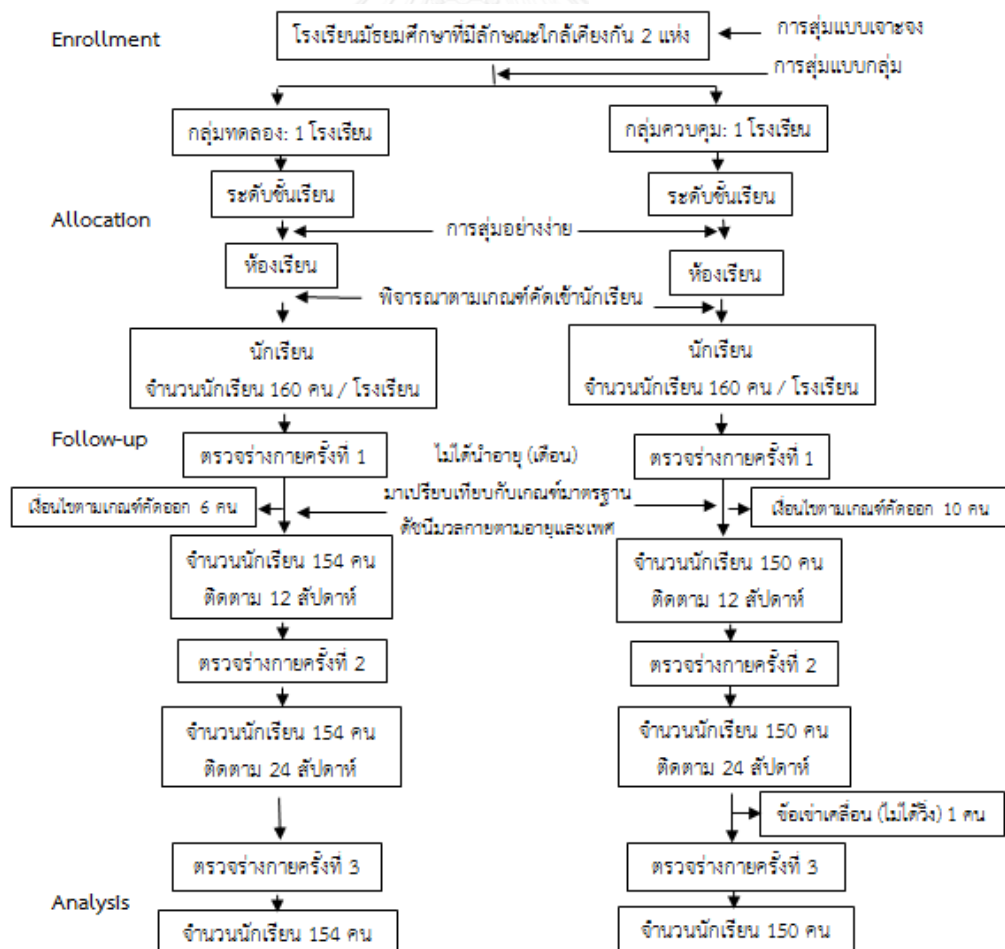 Enrollment
โรงเรียนมัธยมศึกษาที่มีลักษณะใกล้เคียงกัน 2 แห่ง
การสุ่มแบบเจาะจง
การสุ่มแบบกลุ่ม
กลุ่มทดลอง: 1 โรงเรียน
กลุ่มควบคุม: 1 โรงเรียน
ระดับชั้นเรียน
ระดับชั้นเรียน
Allocation
การสุ่มอย่างง่าย
ห้องเรียน
ห้องเรียน
พิจารณาตามเกณฑ์คัดเข้านักเรียน
นักเรียน
จำนวนนักเรียน 160 คน / โรงเรียน
นักเรียน
จำนวนนักเรียน 160 คน / โรงเรียน
Follow-up
ตรวจร่างกายครั้งที่ 1
ไม่ได้นำอายุ (เดือน)
มาเปรียบเทียบกับเกณฑ์มาตรฐาน
ดัชนีมวลกายตามอายุและเพศ
ตรวจร่างกายครั้งที่ 1
เงื่อนไขตามเกณฑ์คัดออก 6 คน
เงื่อนไขตามเกณฑ์คัดออก 10 คน
จำนวนนักเรียน 154 คน
ติดตาม 12 สัปดาห์
จำนวนนักเรียน 150 คน
ติดตาม 12 สัปดาห์
ตรวจร่างกายครั้งที่ 2
ตรวจร่างกายครั้งที่ 2
จำนวนนักเรียน 154 คน
ติดตาม 24 สัปดาห์
จำนวนนักเรียน 150 คน
ติดตาม 24 สัปดาห์
ข้อเข่าเคลื่อน (ไม่ได้วิ่ง) 1 คน
ตรวจร่างกายครั้งที่ 3
ตรวจร่างกายครั้งที่ 3
Analysis
จำนวนนักเรียน 154 คน
จำนวนนักเรียน 150 คน